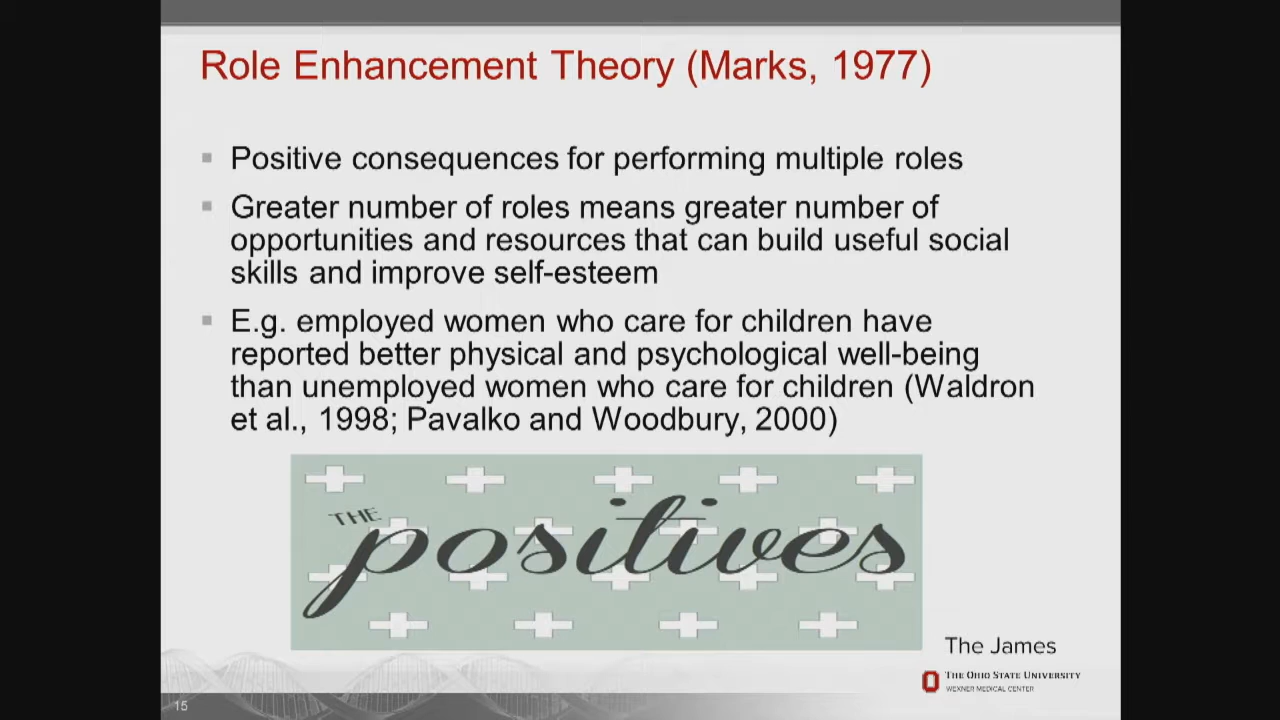 Role Enhancement Theory (Marks, 1977)
Positive consequences for performing multiple roles
Greater number of roles means greater number of
opportunities and resources that can build useful social
skills and improve self-esteem
E.g. employed women who care for children have
reported better physical and psychological well-being
than unemployed women who care for children (Waldron
et al., 1998; Pavalko and Woodbury, 2000)
THE
positives
The James
THE OHIO STATE UNIVERSITY
WEXNER MEDICAL CENTER
15